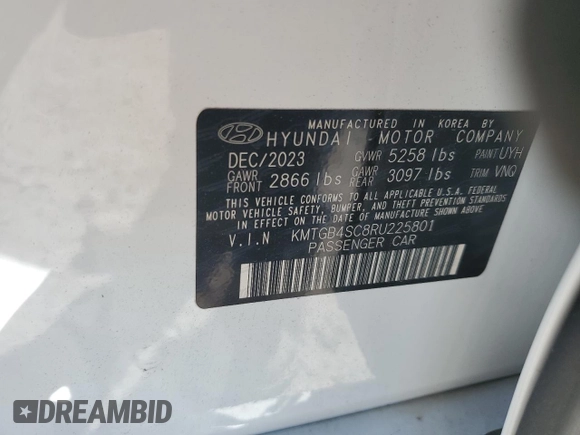 MANUFACTURED IN KOREA BY
HYUNDAI MOTOR COMPANY
DEC/2023 GVWR 5258 lbs PAINT UYH
GAWR FRONT 2866 lbs GAWR REAR 3097 lbs TRIM VNQ
THIS VEHICLE CONFORMS TO ALL APPLICABLE U.S.A. FEDERAL
MOTOR VEHICLE SAFETY, BUMPER, AND THEFT PREVENTION STANDARDS
IN EFFECT ON THE DATE OF MANUFACTURE SHOWN ABOVE.
V.I.N KMTGB4SC8RU225801
PASSENGER CAR
DREAMBID